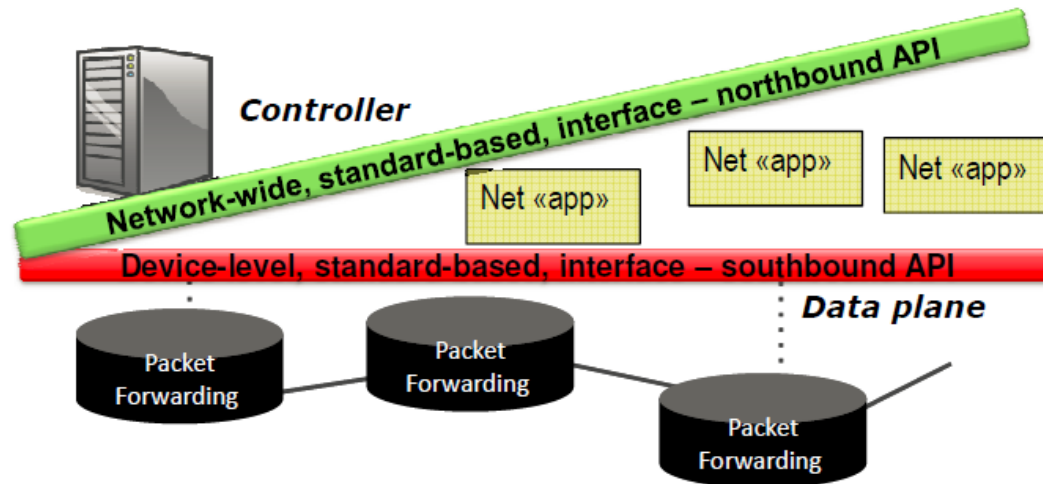 Controller
Network-wide, standard-based, interface – northbound API
Net «app»
Net «app»
Net «app»
Device-level, standard-based, interface – southbound API
Data plane
Packet
Forwarding
Packet
Forwarding
Packet
Forwarding